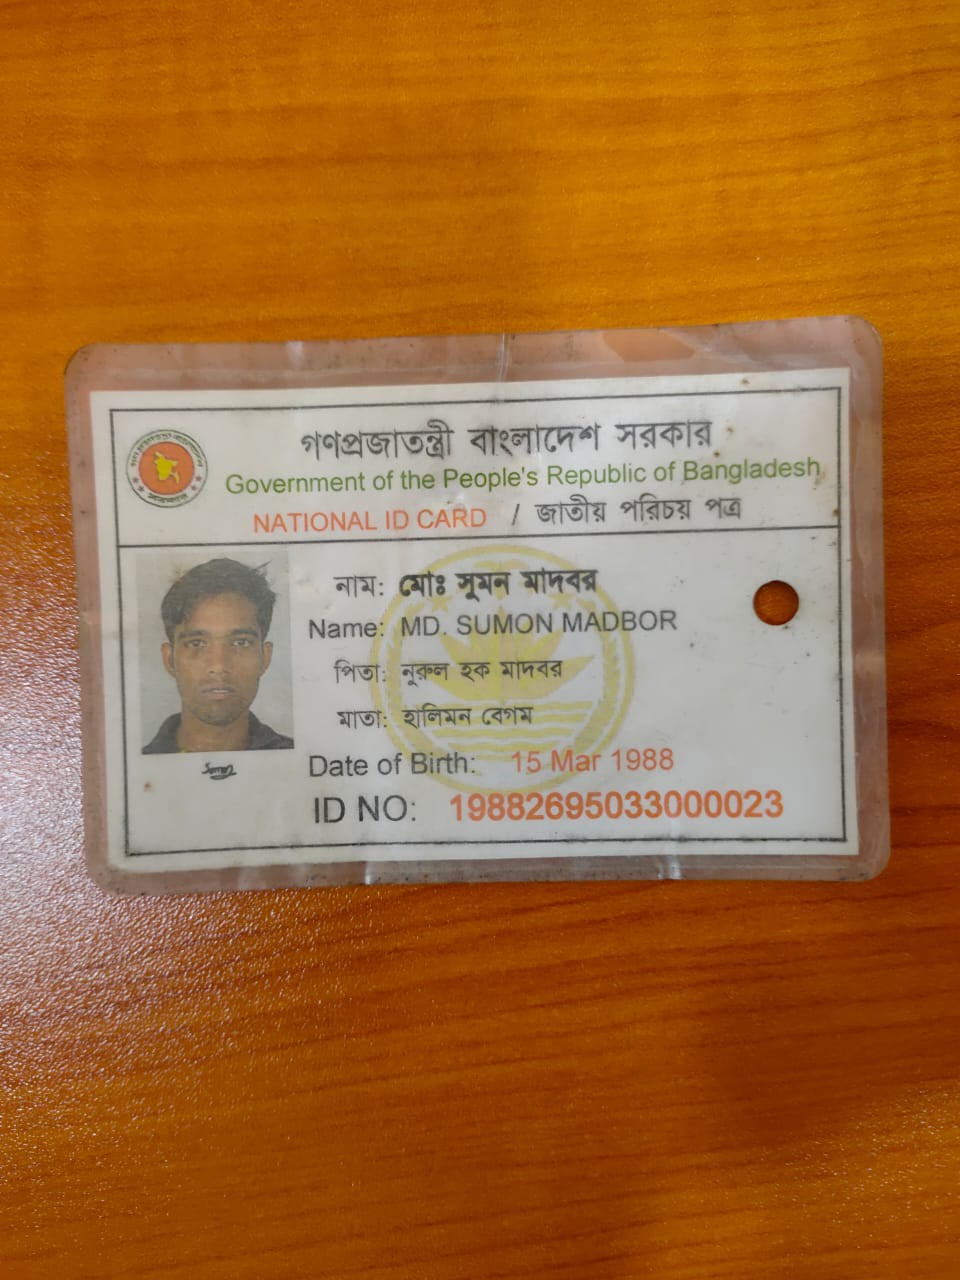 গণপ্রজাতন্ত্রী বাংলাদেশ সরকার
Government of the People's Republic of Bangladesh
NATIONAL ID CARD / জাতীয় পরিচয় পত্র
নাম: মোঃ সুমন মাদবর
Name: MD. SUMON MADBOR
পিতা: নুরুল হক মাদবর
মাতা: হালিমন বেগম
Date of Birth: 15 Mar 1988
ID NO: 19882695033000023